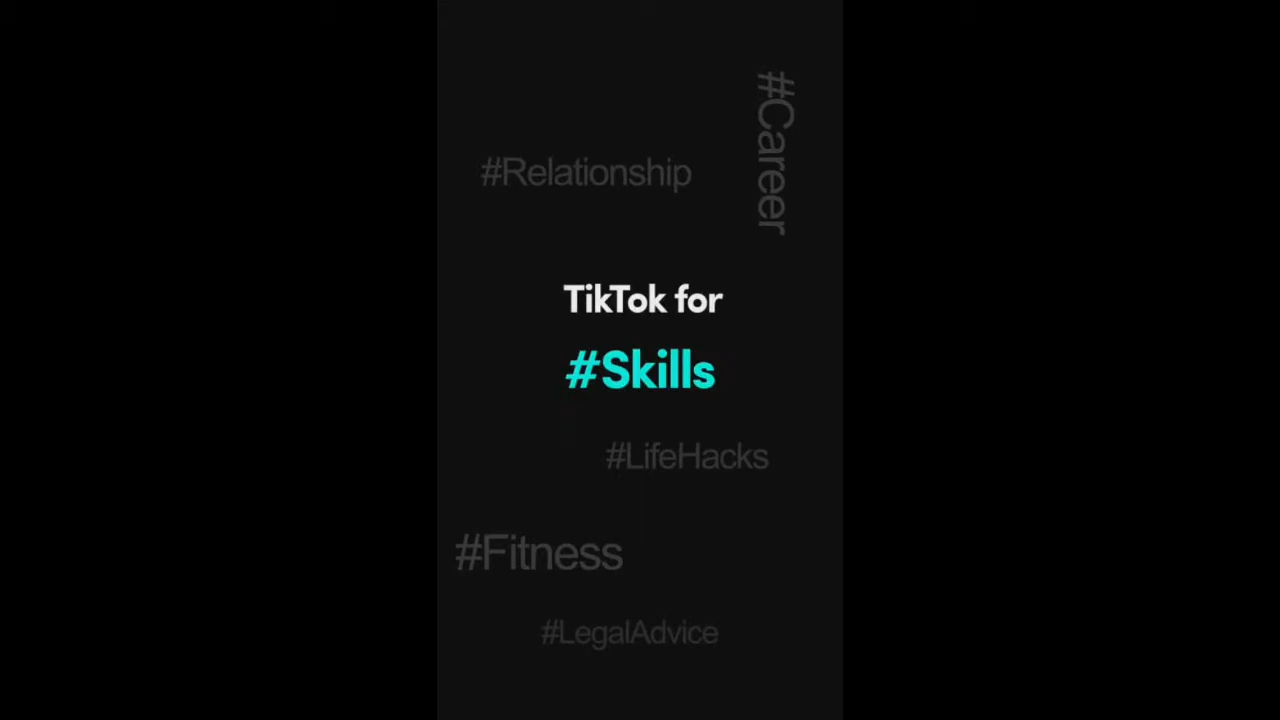 #Career
#Relationship
TikTok for
#Skills
#LifeHacks
#Fitness
#LegalAdvice